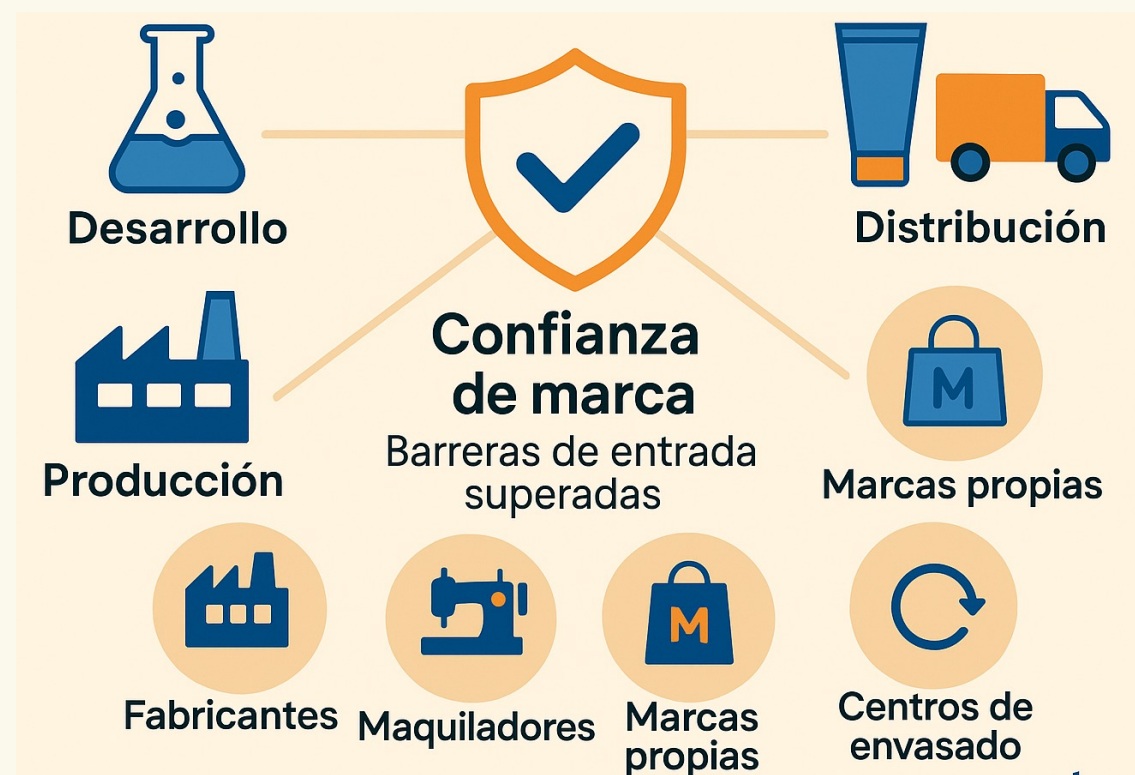 Desarrollo
Distribución
Confianza
de marca
Barreras de entrada
superadas
Producción
M
Marcas propias
Fabricantes
Maquiladores
M
Marcas
propias
Centros de
envasado